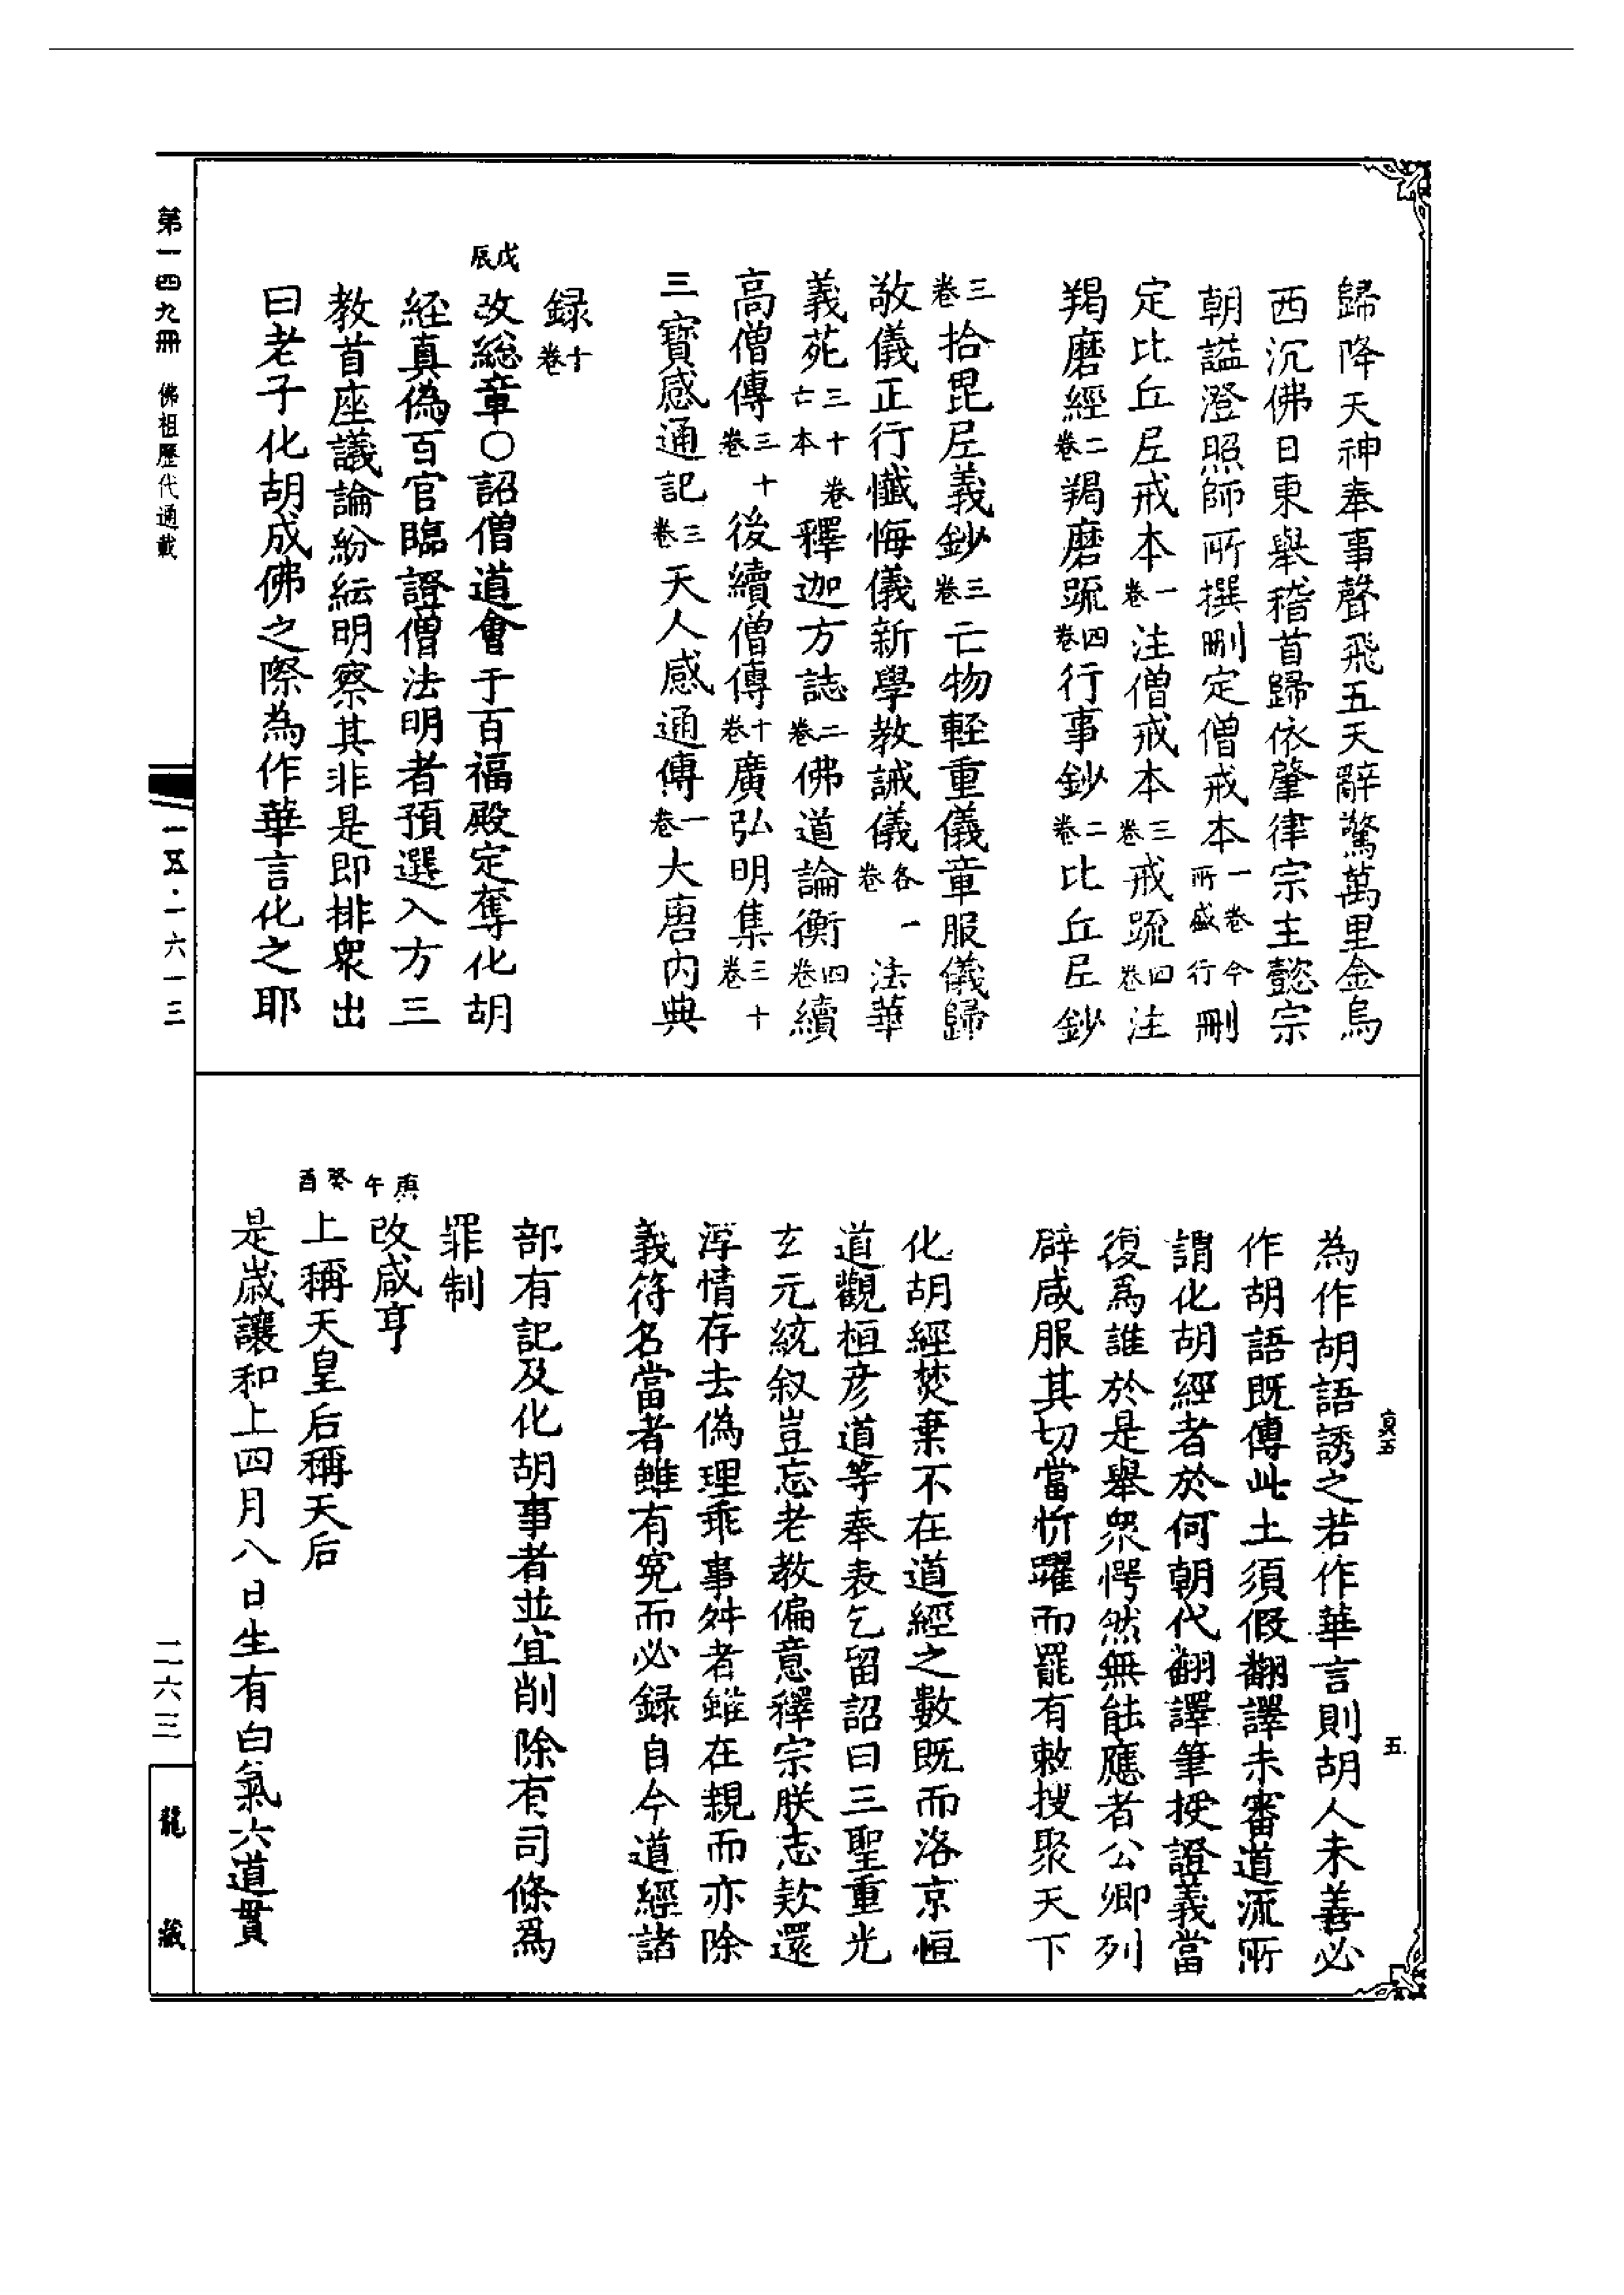 歸降天神奉事聲飛五天辭驚萬里金烏
西沉佛日東舉稽首歸依肇律宗主懿宗
朝諡澄照師所撰刪定僧戒本一卷今所盛行刪
定比丘尼戒本一卷注僧戒本三卷戒䟽四卷注
羯磨經二卷羯磨䟽四卷行事鈔二卷比丘尼鈔
三卷拾毘尼義鈔三卷亡物輕重儀章服儀歸
敬儀正行懺悔儀新學教誡儀各一卷法華
義苑三十卷亡本釋迦方誌二卷佛道論衡四卷續
高僧傳三十卷後續僧傳十卷廣弘明集三十卷
三寶感通記三卷天人感通傳一卷大唐內典
録十卷
戊辰改總章○詔僧道會于百福殿定奪化胡
経真偽百官臨證僧法明者預選入方三
教首座議論紛紜明察其非是即排衆出
曰老子化胡成佛之際為作華言化之耶
為作胡語誘之若作華言則胡人未善必
作胡語既傳此土須假翻譯未審道流所
謂化胡經者於何朝代翻譯筆授證義當
復爲誰於是舉衆愕然無能應者公卿列
辟咸服其切當忻躍而罷有敕搜聚天下
化胡經焚棄不在道經之數既而洛京恒
道觀桓彦道等奉表乞留詔曰三聖重光
玄元統叙豈忘老教偏意釋宗朕志欵還
淳情存去偽理乖事舛者雖在親而亦除
義符名當者雖有寃而必録自今道經諸
部有記及化胡事者並宜削除有司條爲
罪制
庚午改咸亨
癸酉上稱天皇后稱天后
是歲讓和上四月八日生有白氣六道貫
真五
五
第一四九冊 佛祖歷代通載
一五·一六一三
二六三
龍藏